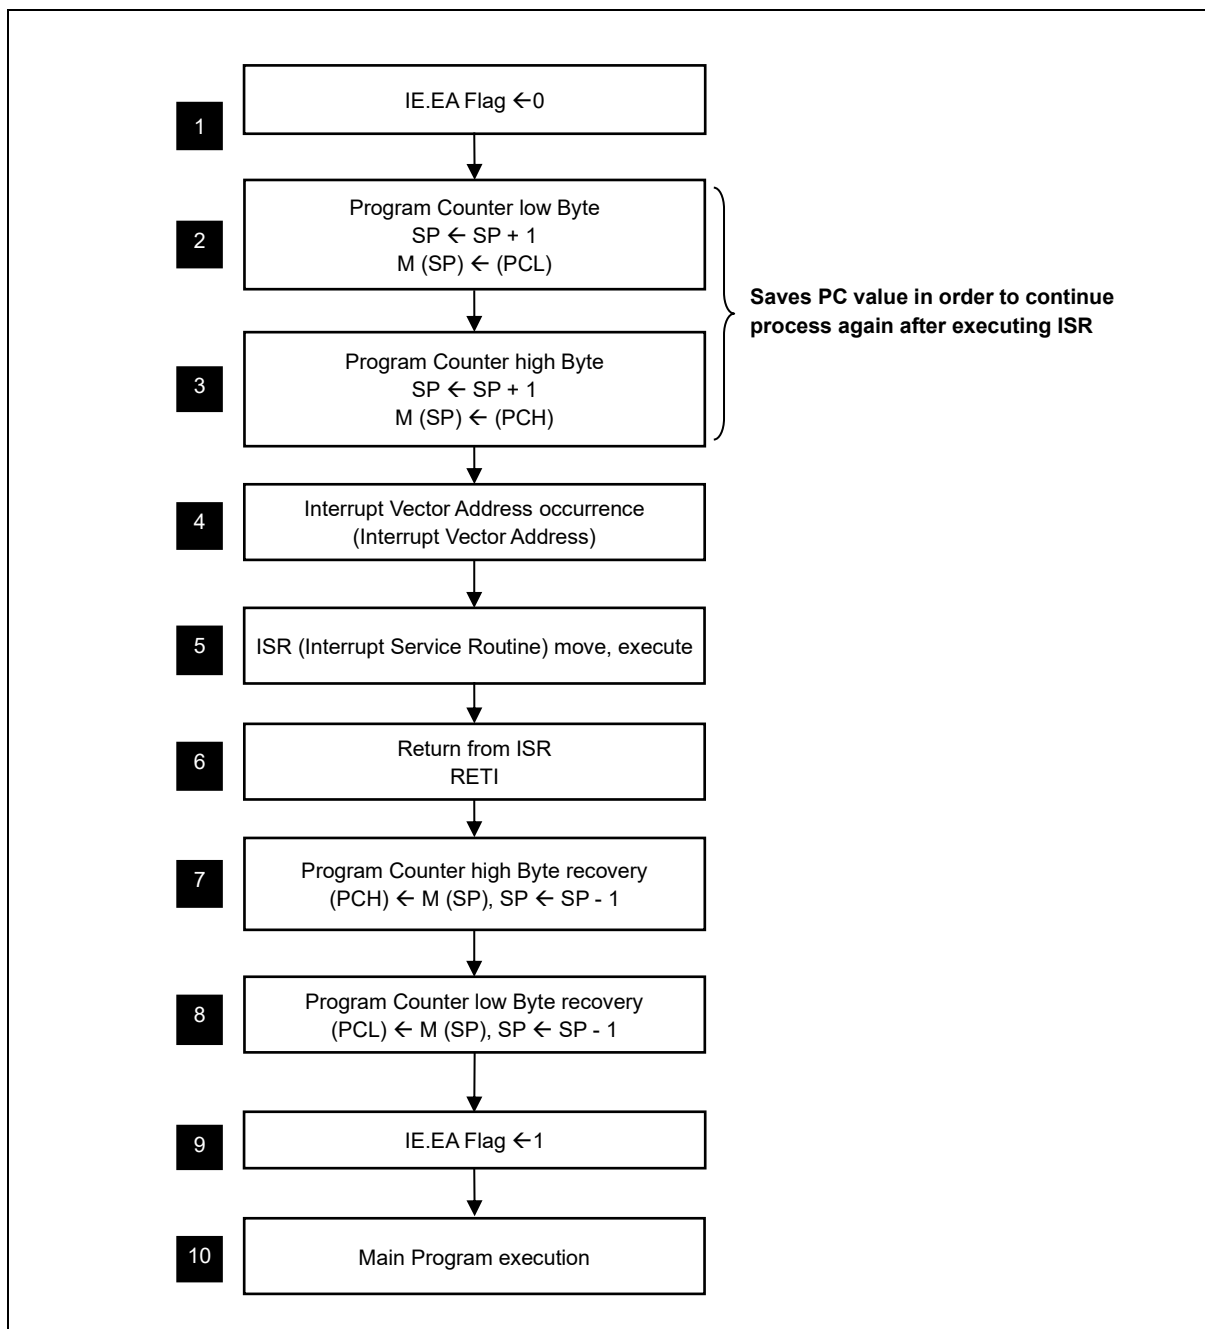 1
IE.EA Flag ←0
2
Program Counter low Byte
SP ← SP + 1
M (SP) ← (PCL)
3
Program Counter high Byte
SP ← SP + 1
M (SP) ← (PCH)
Saves PC value in order to continue
process again after executing ISR
4
Interrupt Vector Address occurrence
(Interrupt Vector Address)
5
ISR (Interrupt Service Routine) move, execute
6
Return from ISR
RETI
7
Program Counter high Byte recovery
(PCH) ← M (SP), SP ← SP - 1
8
Program Counter low Byte recovery
(PCL) ← M (SP), SP ← SP - 1
9
IE.EA Flag ←1
10
Main Program execution